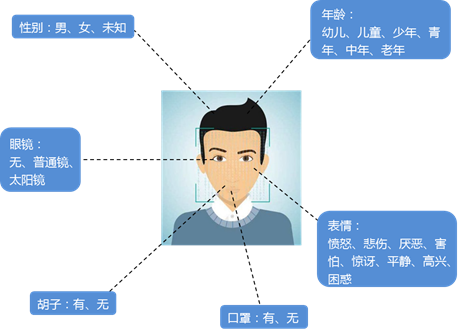 性别：男、女、未知
年龄：
幼儿、儿童、少年、青
年、中年、老年
眼镜：
无、普通镜、
太阳镜
表情：
愤怒、悲伤、厌恶、害
怕、惊讶、平静、高兴、
困惑
胡子：有、无
口罩：有、无